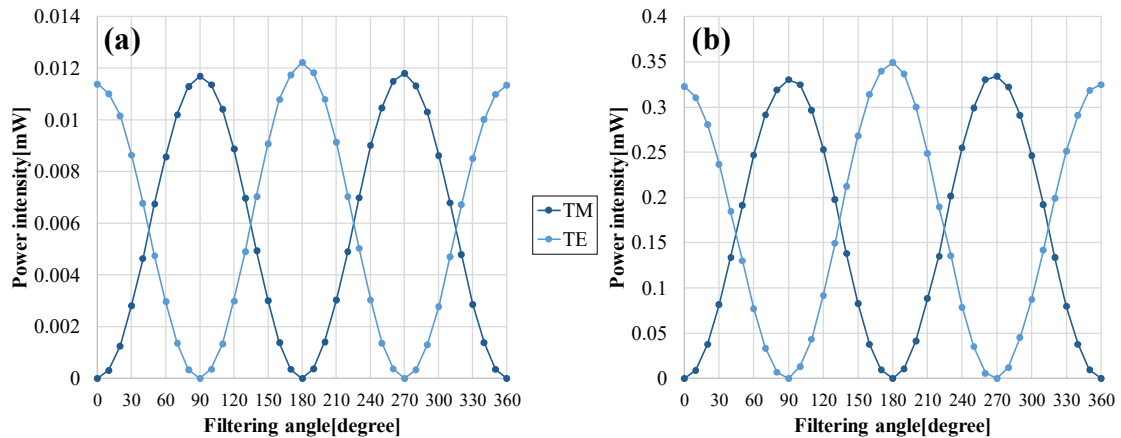 (a)
Power intensity[mW]
0.014
0.012
0.01
0.008
0.006
0.004
0.002
0
0 30 60 90 120 150 180 210 240 270 300 330 360
Filtering angle[degree]
TM
TE
(b)
Power intensity[mW]
0.4
0.35
0.3
0.25
0.2
0.15
0.1
0.05
0
0 30 60 90 120 150 180 210 240 270 300 330 360
Filtering angle[degree]